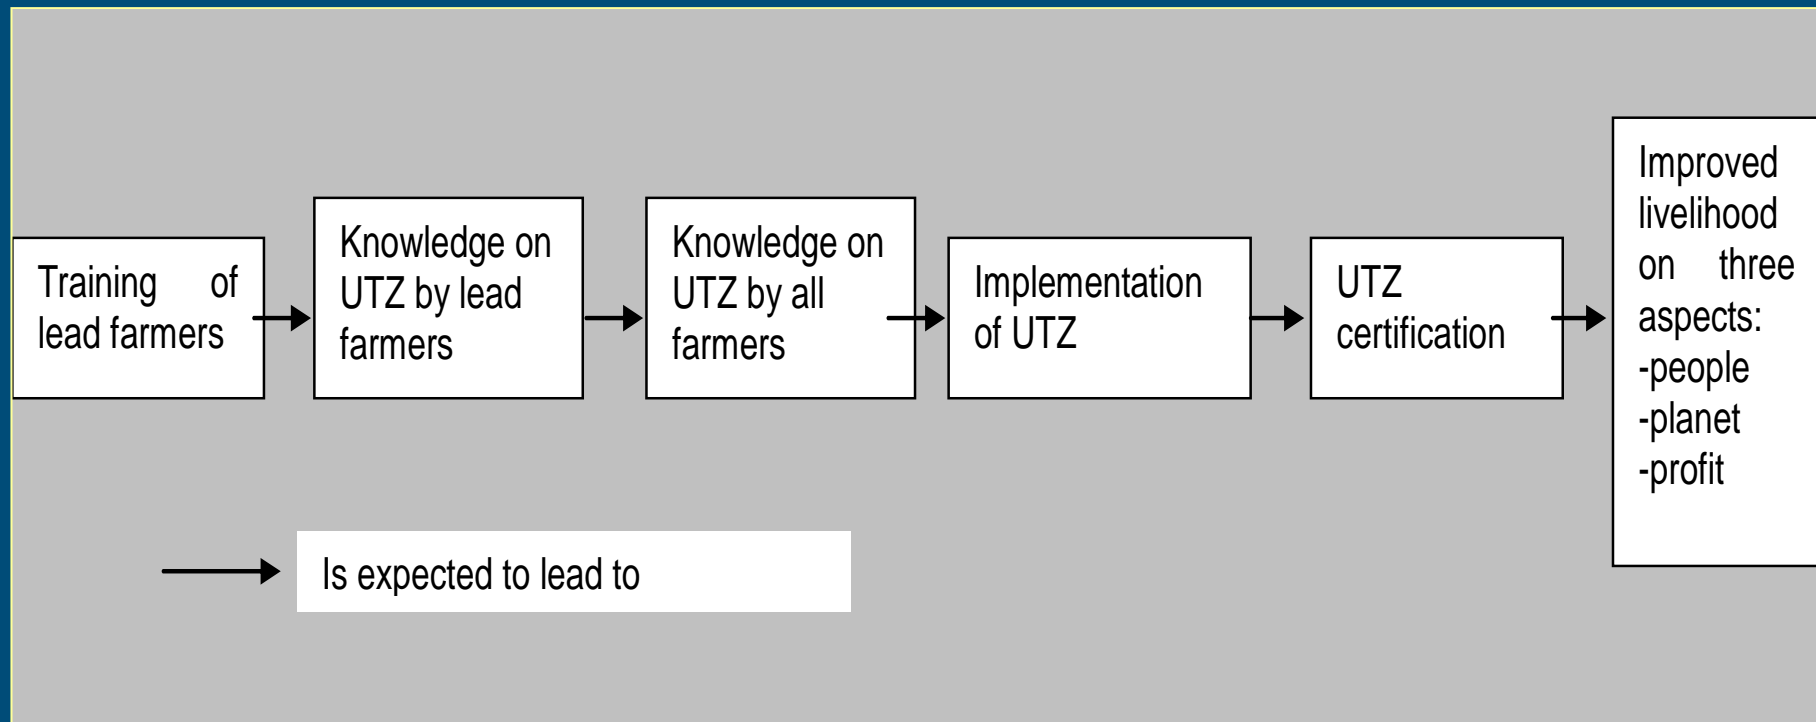 Training of
lead farmers
Knowledge on
UTZ by lead
farmers
Knowledge on
UTZ by all
farmers
Implementation
of UTZ
UTZ
certification
Improved
livelihood
on three
aspects:
-people
-planet
-profit
Is expected to lead to